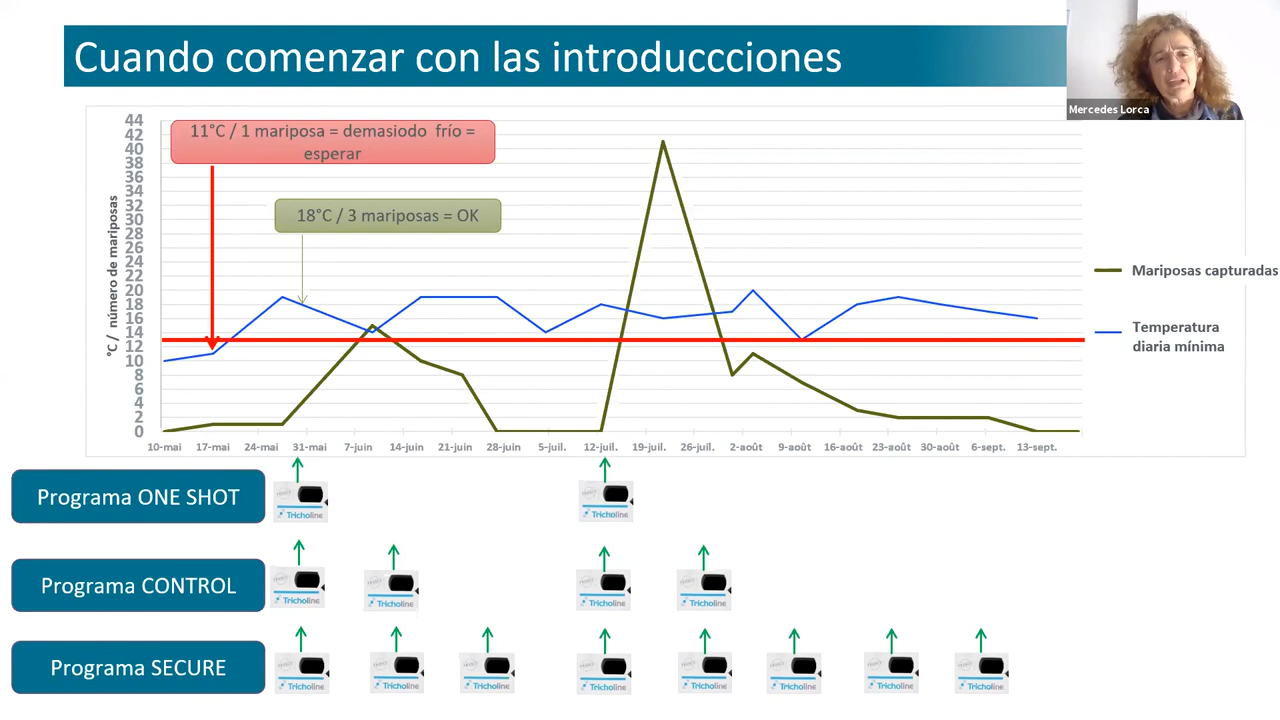 Cuando comenzar con las introduccciones
Mercedes Lorca
°C / número de mariposas
44
42
40
38
36
34
32
30
28
26
24
22
20
18
16
14
12
10
8
6
4
2
0
11°C / 1 mariposa = demasiodo frío =
esperar
18°C / 3 mariposas = OK
Mariposas capturadas
Temperatura
diaria mínima
10-mai 17-mai 24-mai 31-mai 7-juin 14-juin 21-juin 28-juin 5-juil. 12-juil. 19-juil. 26-juil. 2-août 9-août 16-août 23-août 30-août 6-sept. 13-sept.
Programa ONE SHOT
Tricholine
Tricholine
Programa CONTROL
Tricholine
Tricholine
Tricholine
Tricholine
Programa SECURE
Tricholine
Tricholine
Tricholine
Tricholine
Tricholine
Tricholine
Tricholine
Tricholine